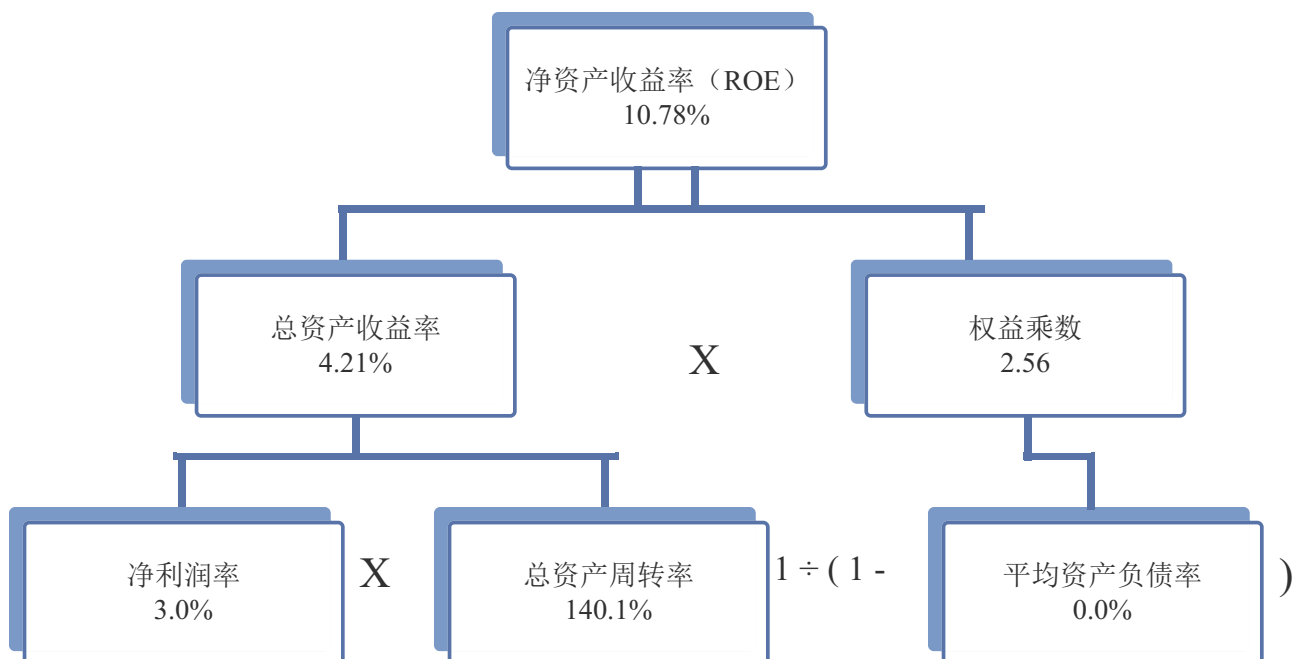 净资产收益率（ROE）
10.78%
总资产收益率
4.21%
X
权益乘数
2.56
净利润率
3.0%
X
总资产周转率
140.1%
1 ÷ ( 1 -
平均资产负债率
0.0%
)